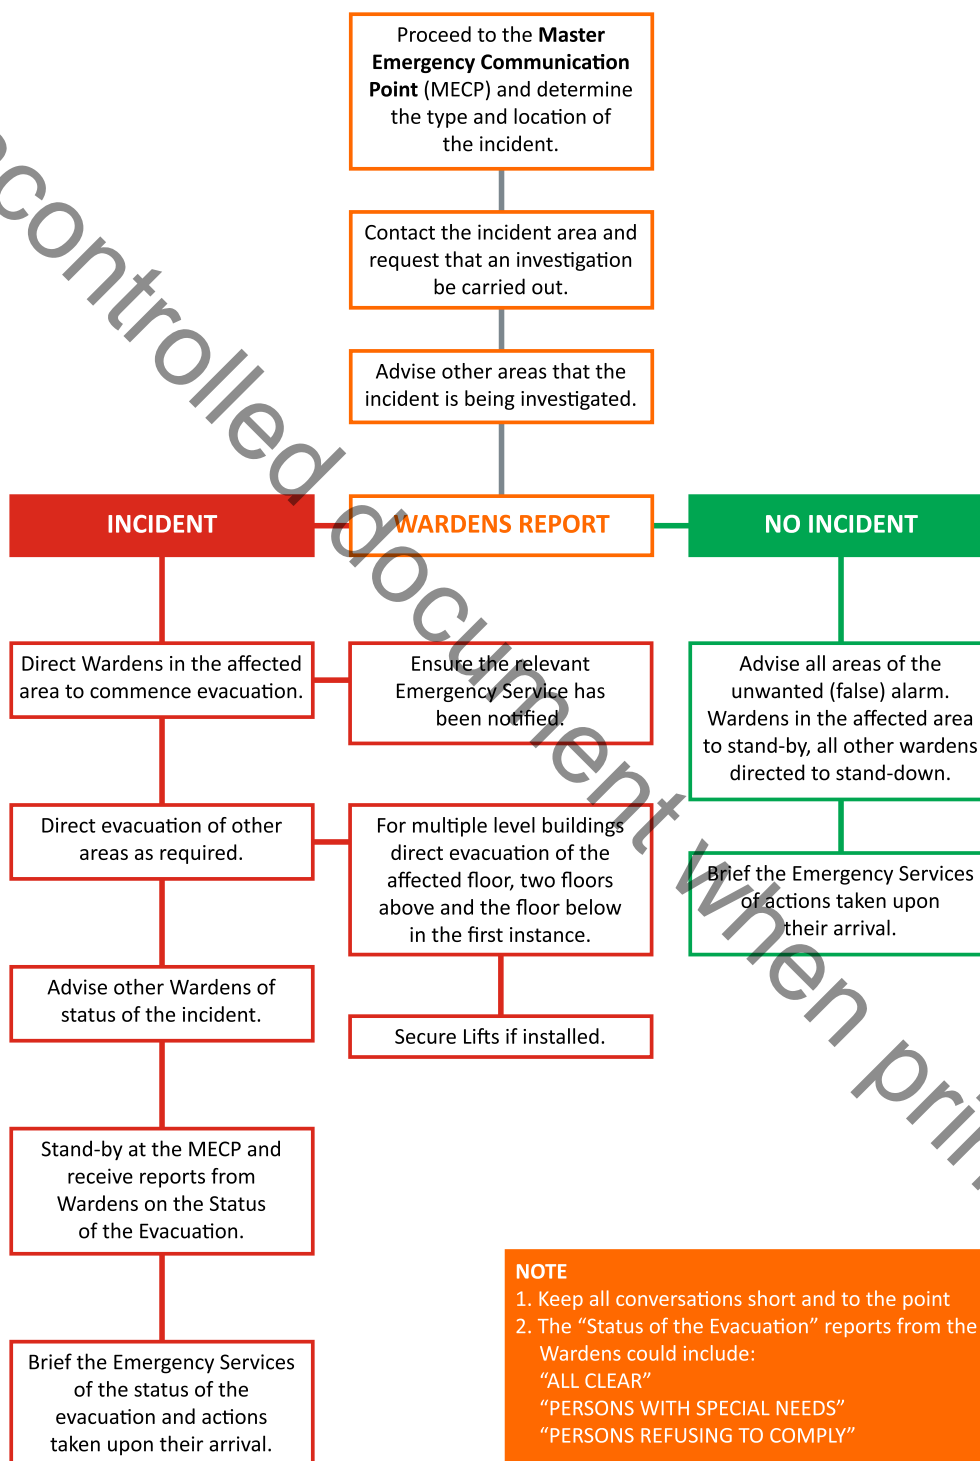 Proceed to the Master
Emergency Communication
Point (MECP) and determine
the type and location of
the incident.
Contact the incident area and
request that an investigation
be carried out.
Advise other areas that the
incident is being investigated.
INCIDENT
WARDENS REPORT
NO INCIDENT
Direct Wardens in the affected
area to commence evacuation.
Ensure the relevant
Emergency Service has
been notified.
Advise all areas of the
unwanted (false) alarm.
Wardens in the affected area
to stand-by, all other wardens
directed to stand-down.
Direct evacuation of other
areas as required.
For multiple level buildings
direct evacuation of the
affected floor, two floors
above and the floor below
in the first instance.
Brief the Emergency Services
of actions taken upon
their arrival.
Advise other Wardens of
status of the incident.
Secure Lifts if installed.
Stand-by at the MECP and
receive reports from
Wardens on the Status
of the Evacuation.
Brief the Emergency Services
of the status of the
evacuation and actions
taken upon their arrival.
NOTE
1. Keep all conversations short and to the point
2. The “Status of the Evacuation” reports from the
Wardens could include:
“ALL CLEAR”
“PERSONS WITH SPECIAL NEEDS”
“PERSONS REFUSING TO COMPLY”
document when